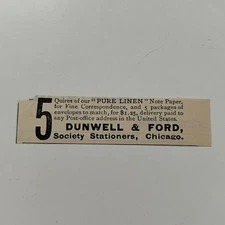 5 Quires of our "PURE LINEN" Note Paper,
for Fine Correspondence, and 5 packages of
envelopes to match, for $1.25, delivery paid to
any Post-office address in the United States.
DUNWELL & FORD,
Society Stationers, Chicago.